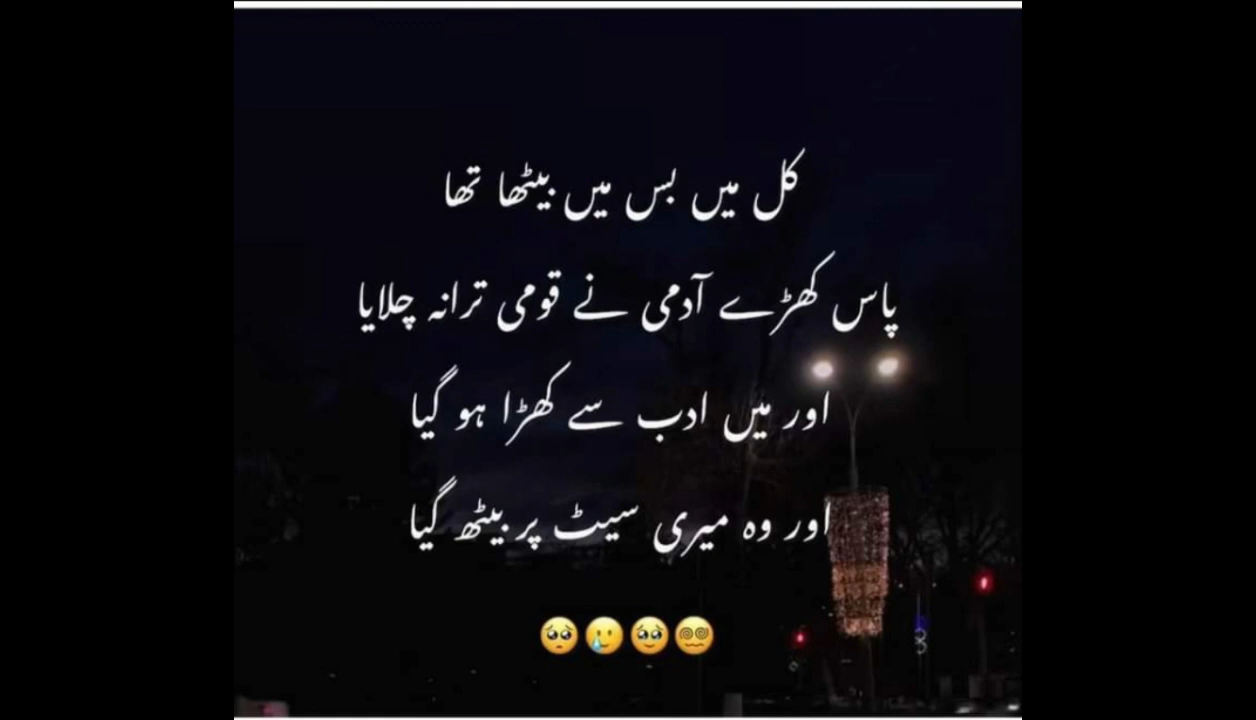 کل میں بس میں بیٹھا تھا
پاس کھڑے آدمی نے قومی ترانہ چلایا
اور میں ادب سے کھڑا ہو گیا
اور وہ میری سیٹ پر بیٹھ گیا
🥺🥲🥹😵‍💫